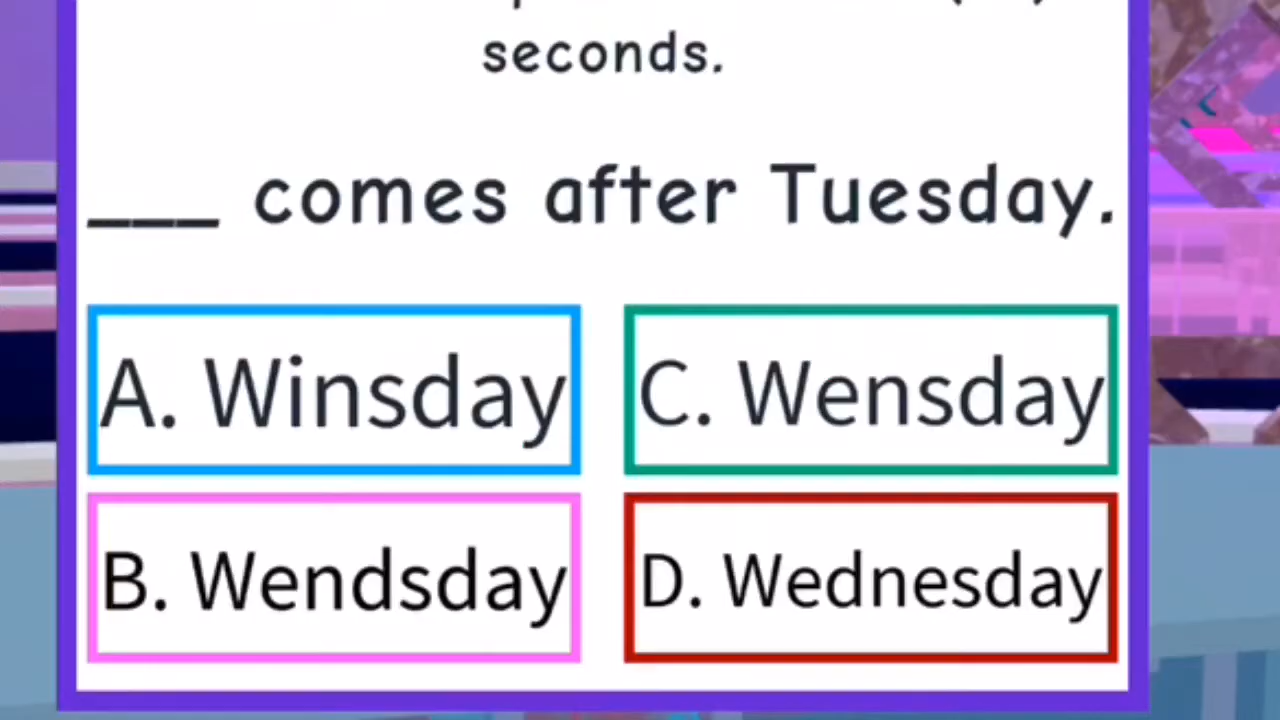 seconds.
___ comes after Tuesday.
A. Winsday
C. Wensday
B. Wendsday
D. Wednesday